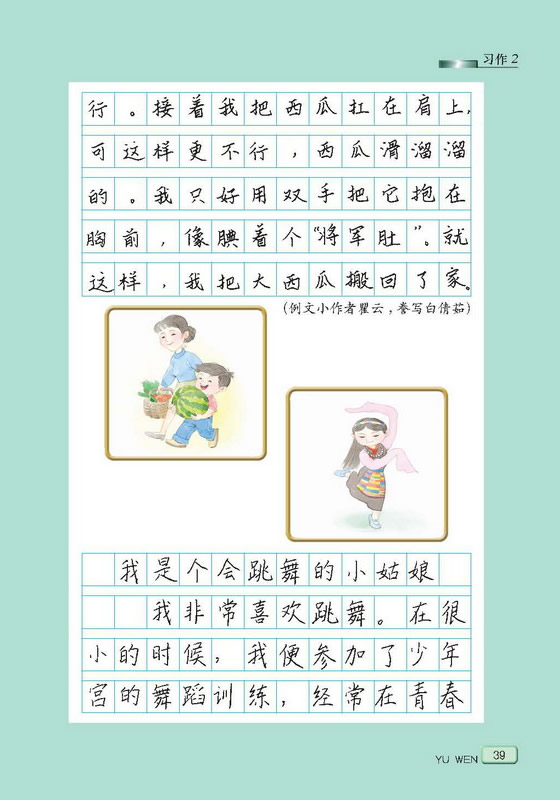 习作 2
行。接着我把西瓜扛在肩上,
可这样更不行，西瓜滑溜溜
的。我只好用双手把它抱在
胸前，像腆着个“将军肚”。就
这样，我把大西瓜搬回了家。
(例文小作者瞿云,誊写白倩茹)
我是个会跳舞的小姑娘
我非常喜欢跳舞。在很
小的时候，我便参加了少年
宫的舞蹈训练，经常在青春
YU WEN 39